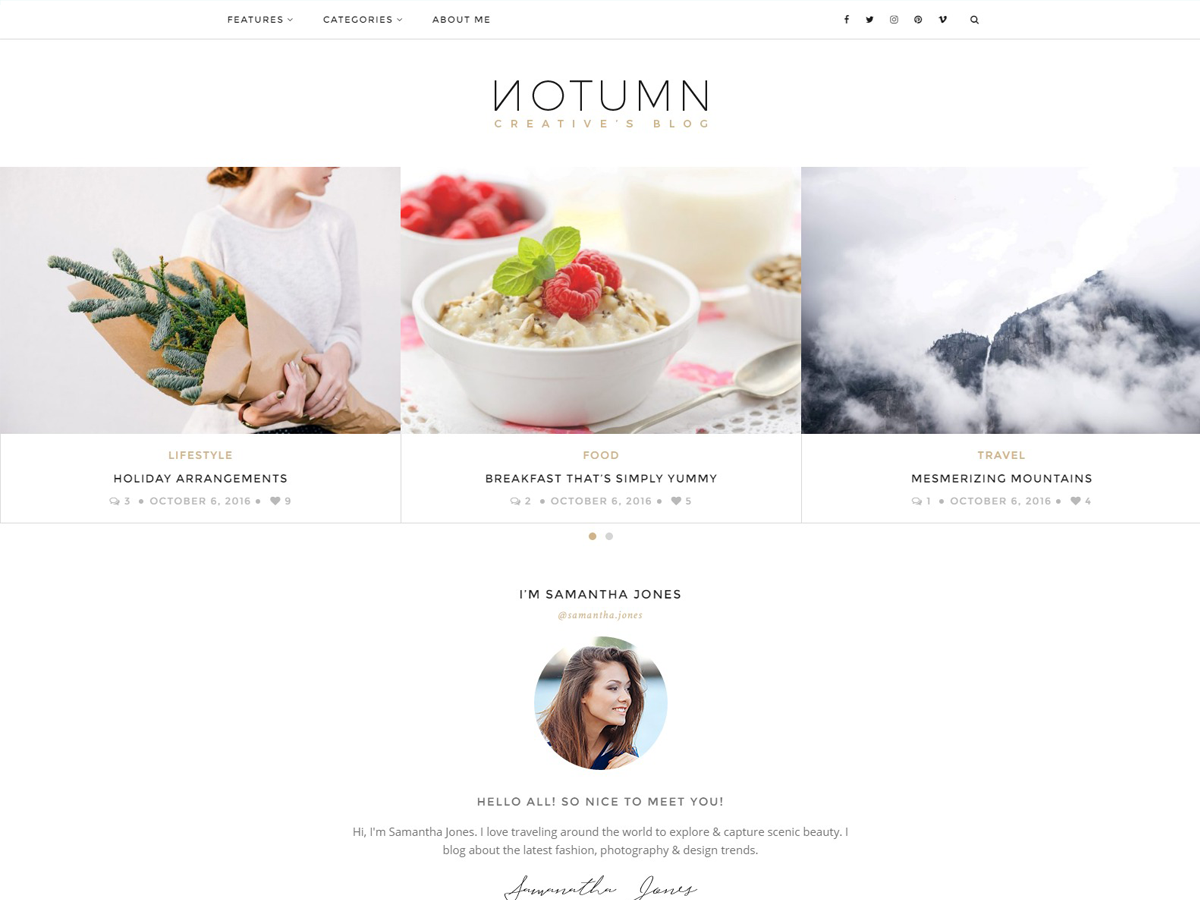 FEATURES CATEGORIES ABOUT ME
NOTUMN
CREATIVE'S BLOG
LIFESTYLE
HOLIDAY ARRANGEMENTS
3 • OCTOBER 6, 2016 • 9
FOOD
BREAKFAST THAT'S SIMPLY YUMMY
2 • OCTOBER 6, 2016 • 5
TRAVEL
MESMERIZING MOUNTAINS
1 • OCTOBER 6, 2016 • 4
I'M SAMANTHA JONES
@samantha.jones
HELLO ALL! SO NICE TO MEET YOU!
Hi, I'm Samantha Jones. I love traveling around the world to explore & capture scenic beauty. I
blog about the latest fashion, photography & design trends.
Samanatha Jones